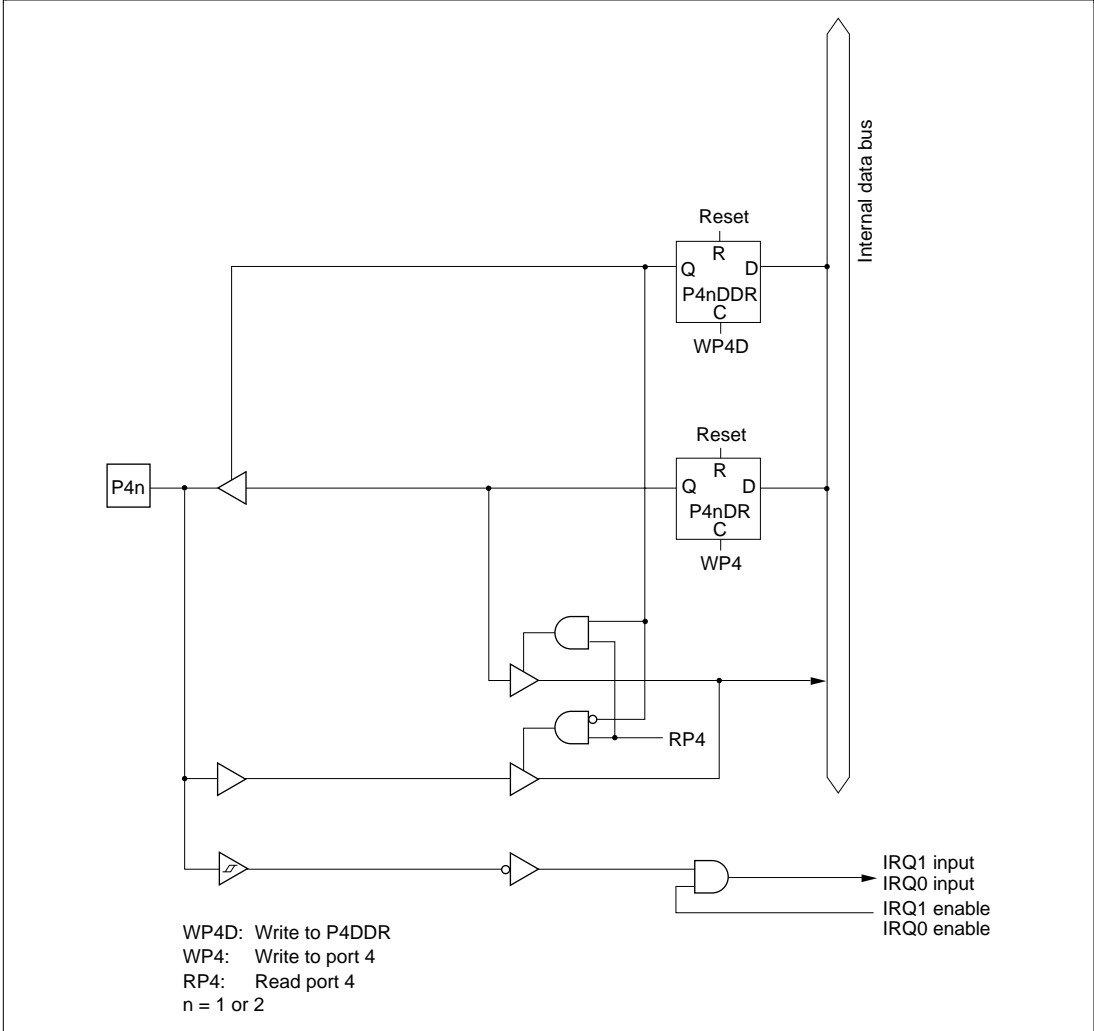 Internal data bus
Reset
R
Q D
P4nDDR
C
WP4D
Reset
R
P4n
Q D
P4nDR
C
WP4
RP4
IRQ1 input
IRQ0 input
IRQ1 enable
IRQ0 enable
WP4D: Write to P4DDR
WP4: Write to port 4
RP4: Read port 4
n = 1 or 2